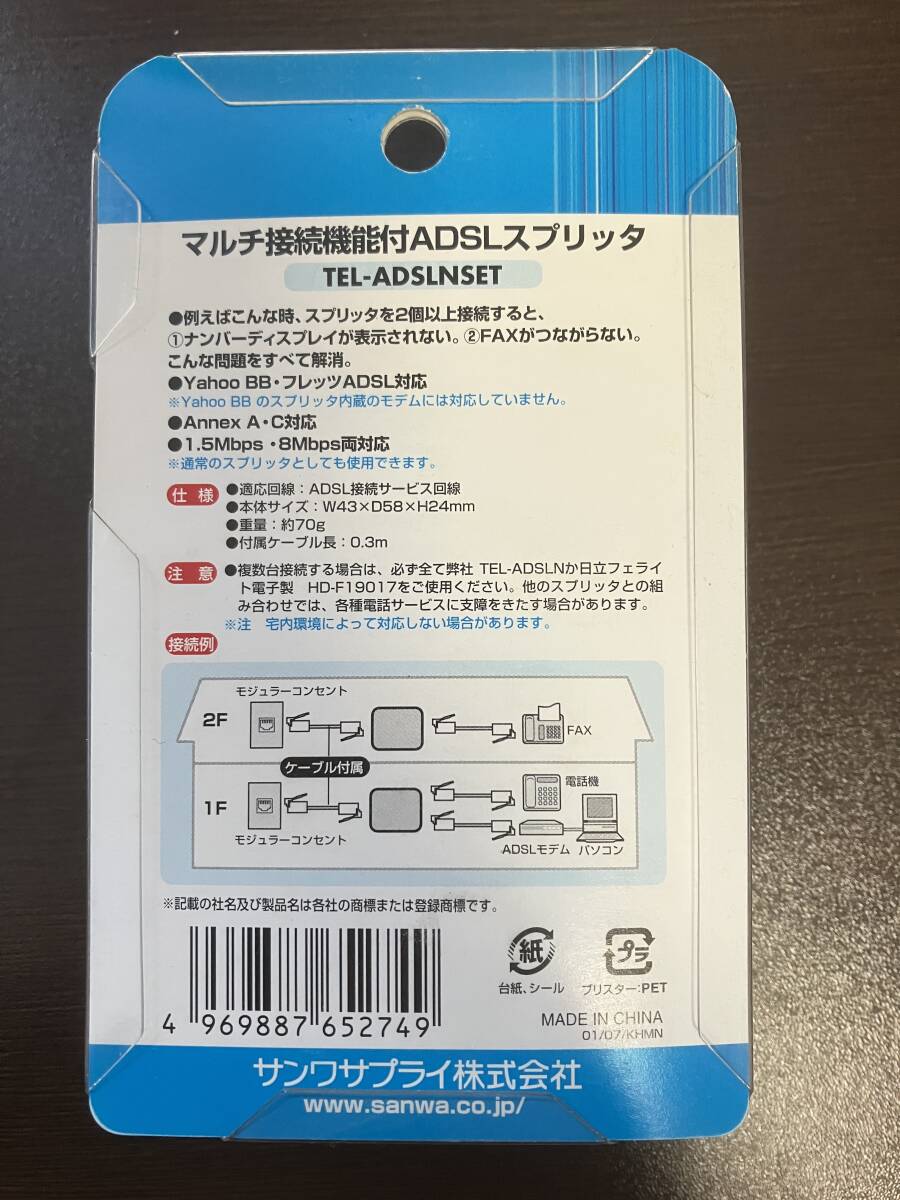 マルチ接続機能付ADSLスプリッタ
TEL-ADSLNSET
●例えばこんな時、スプリッタを2個以上接続すると、
①ナンバーディスプレイが表示されない。②FAXがつながらない。
こんな問題をすべて解消。
●Yahoo BB・フレッツADSL対応
※Yahoo BB のスプリッタ内蔵のモデムには対応していません。
●Annex A・C対応
●1.5Mbps・8Mbps両対応
※通常のスプリッタとしても使用できます。
仕様 ●適応回線：ADSL接続サービス回線
●本体サイズ：W43×D58×H24mm
●重量：約70g
●付属ケーブル長：0.3m
注意 ●複数台接続する場合は、必ず全て弊社 TEL-ADSLNか日立フェライ
ト電子製 HD-F19017をご使用ください。他のスプリッタとの組
み合わせでは、各種電話サービスに支障をきたす場合があります。
※注 宅内環境によって対応しない場合があります。
接続例
モジュラーコンセント
2F
FAX
ケーブル付属
電話機
1F
モジュラーコンセント
ADSLモデム パソコン
※記載の社名及び製品名は各社の商標または登録商標です。
紙
プラ
台紙、シール ブリスター：PET
4 969887 652749
MADE IN CHINA
01/07/KHMN
サンワサプライ株式会社
www.sanwa.co.jp/